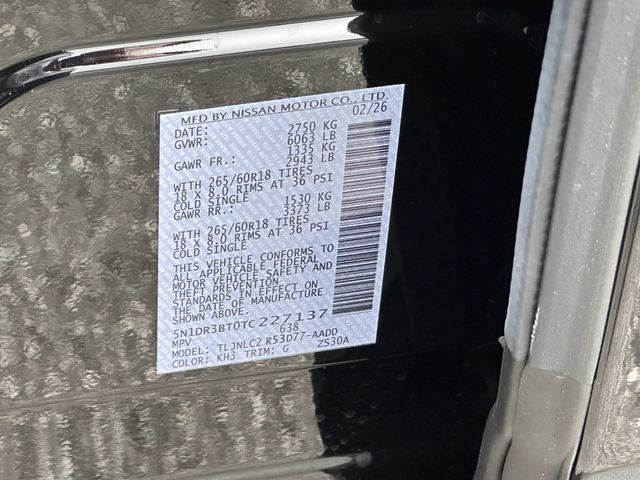 MFD BY NISSAN MOTOR CO., LTD.
DATE: 02/26
GVWR: 2750 KG
6063 LB
GAWR FR.: 1335 KG
2943 LB
WITH 265/60R18 TIRES
18 X 8.0 RIMS AT 36 PSI
COLD SINGLE
GAWR RR.: 1530 KG
3373 LB
WITH 265/60R18 TIRES
18 X 8.0 RIMS AT 36 PSI
COLD SINGLE
THIS VEHICLE CONFORMS TO
ALL APPLICABLE FEDERAL
MOTOR VEHICLE SAFETY AND
THEFT PREVENTION
STANDARDS IN EFFECT ON
THE DATE OF MANUFACTURE
SHOWN ABOVE.
5N1DR3BT0TC227137
MPV 638
MODEL: TLJNLC2 R53D77-AADD
COLOR: KH3 TRIM: G ZS30A